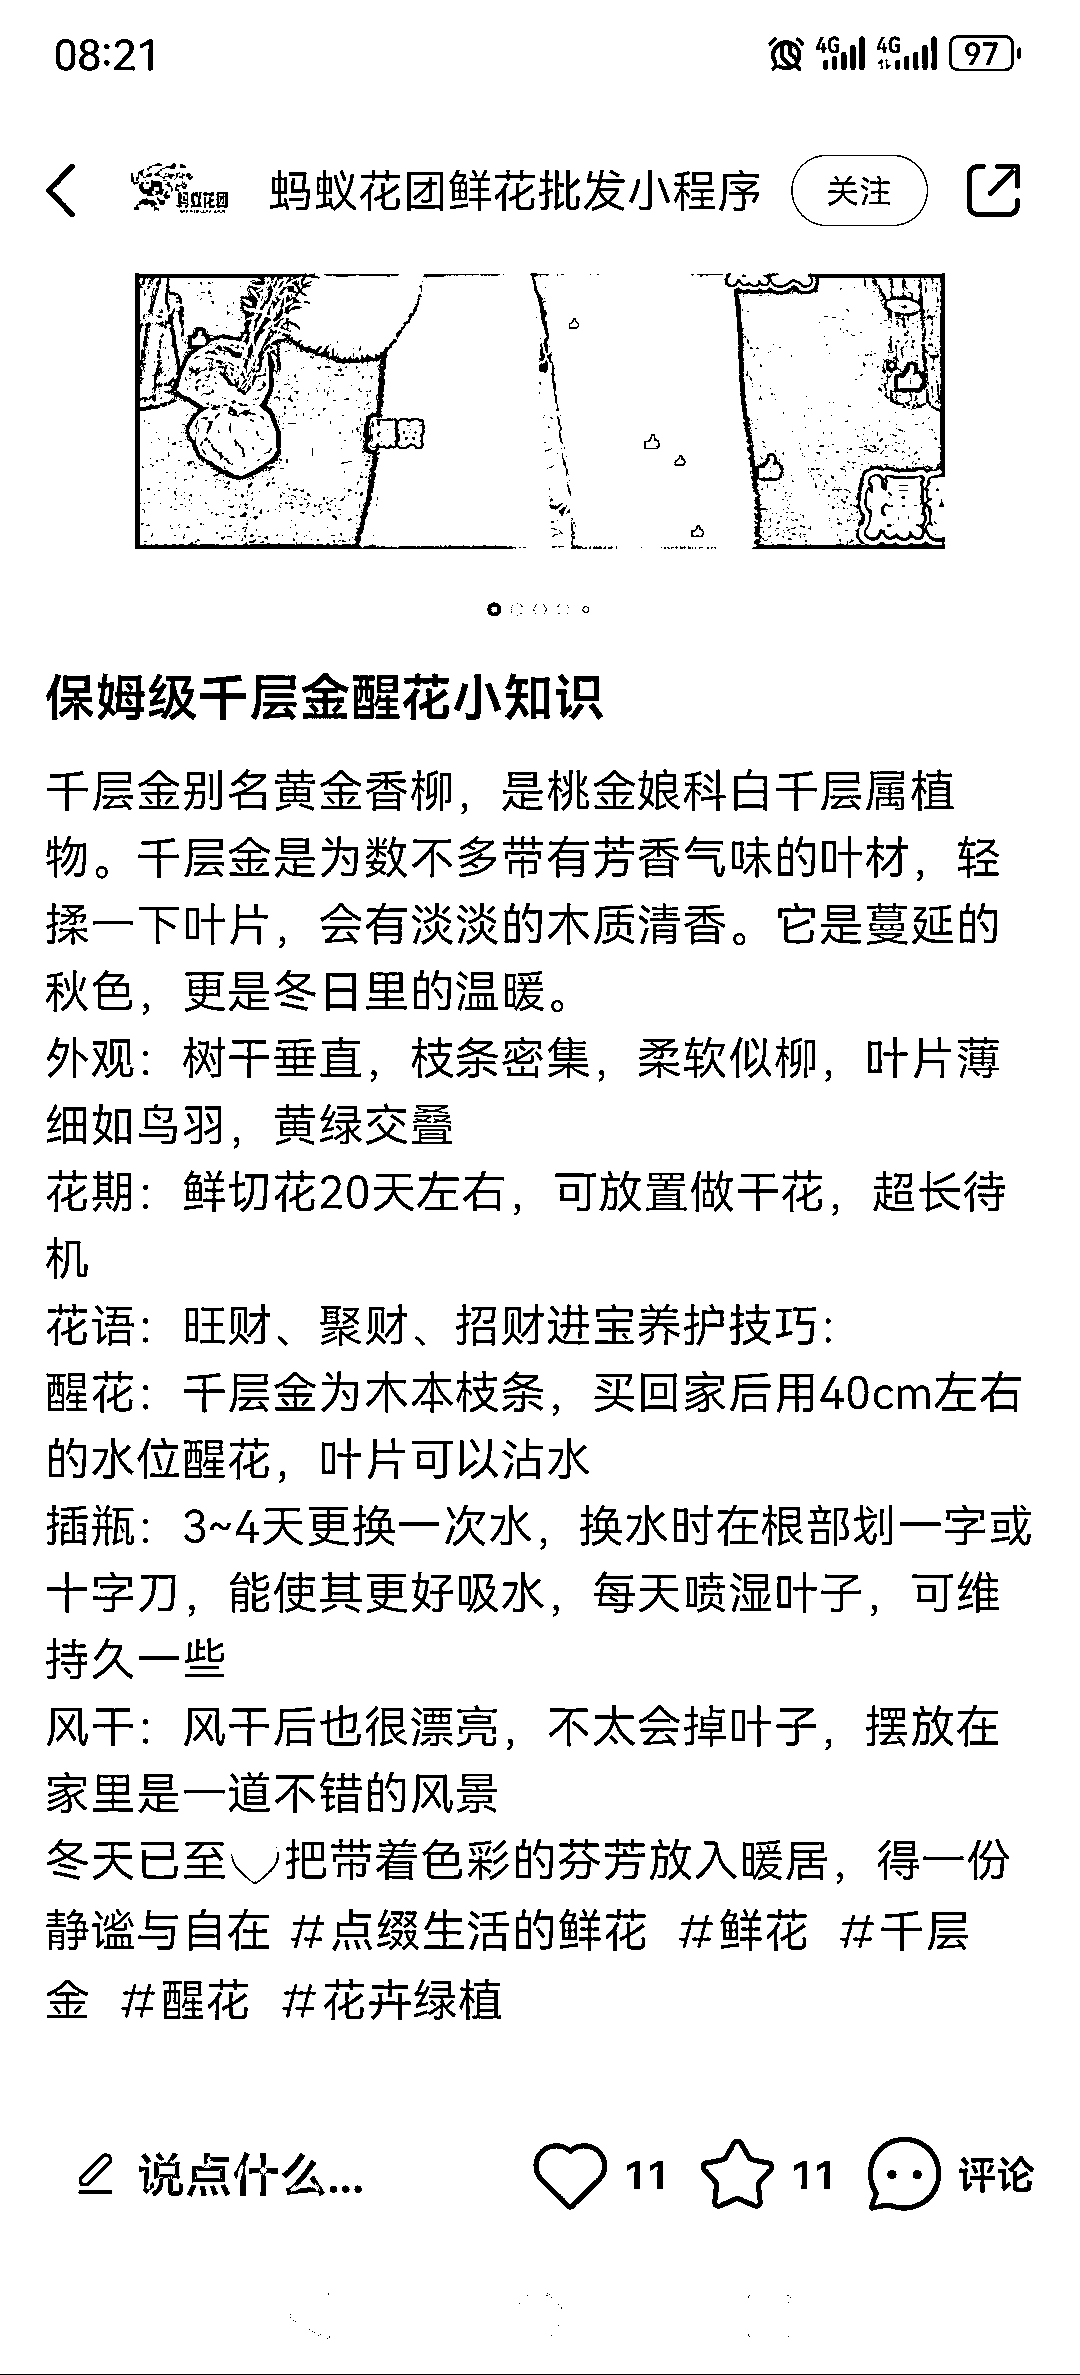 08:21
4G 4G 97
蚂蚁花团
蚂蚁花团鲜花批发小程序
关注
保姆级千层金醒花小知识
千层金别名黄金香柳，是桃金娘科白千层属植
物。千层金是为数不多带有芳香气味的叶材，轻
揉一下叶片，会有淡淡的木质清香。它是蔓延的
秋色，更是冬日里的温暖。
外观：树干垂直，枝条密集，柔软似柳，叶片薄
细如鸟羽，黄绿交叠
花期：鲜切花20天左右，可放置做干花，超长待
机
花语：旺财、聚财、招财进宝养护技巧：
醒花：千层金为木本枝条，买回家后用40cm左右
的水位醒花，叶片可以沾水
插瓶：3~4天更换一次水，换水时在根部划一字或
十字刀，能使其更好吸水，每天喷湿叶子，可维
持久一些
风干：风干后也很漂亮，不太会掉叶子，摆放在
家里是一道不错的风景
冬天已至♡把带着色彩的芬芳放入暖居，得一份
静谧与自在 #点缀生活的鲜花 #鲜花 #千层
金 #醒花 #花卉绿植
说点什么...
11
11
评论